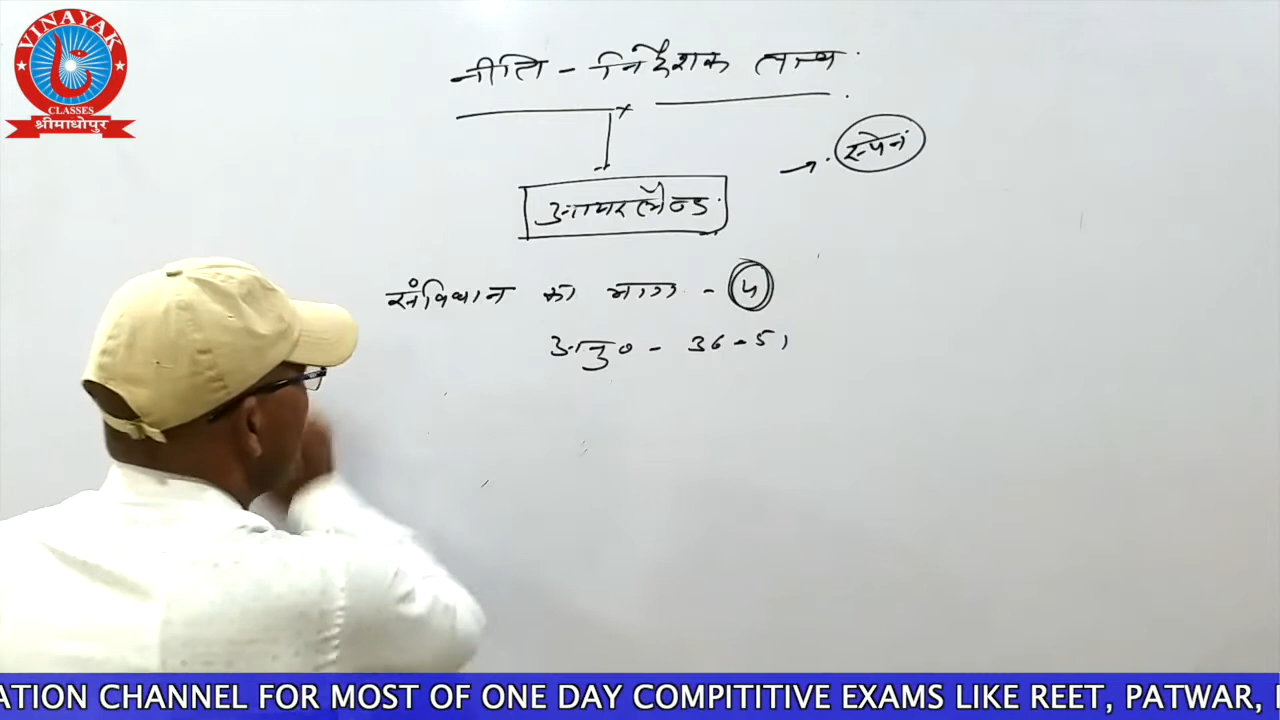 VINAYAK
CLASSES
श्रीमाधोपुर
नीति - निर्देशक तत्व
→ स्पेन
आयरलैण्ड
संविधान का भाग - 4
अनु० - 36-51
ATION CHANNEL FOR MOST OF ONE DAY COMPITITIVE EXAMS LIKE REET, PATWAR,